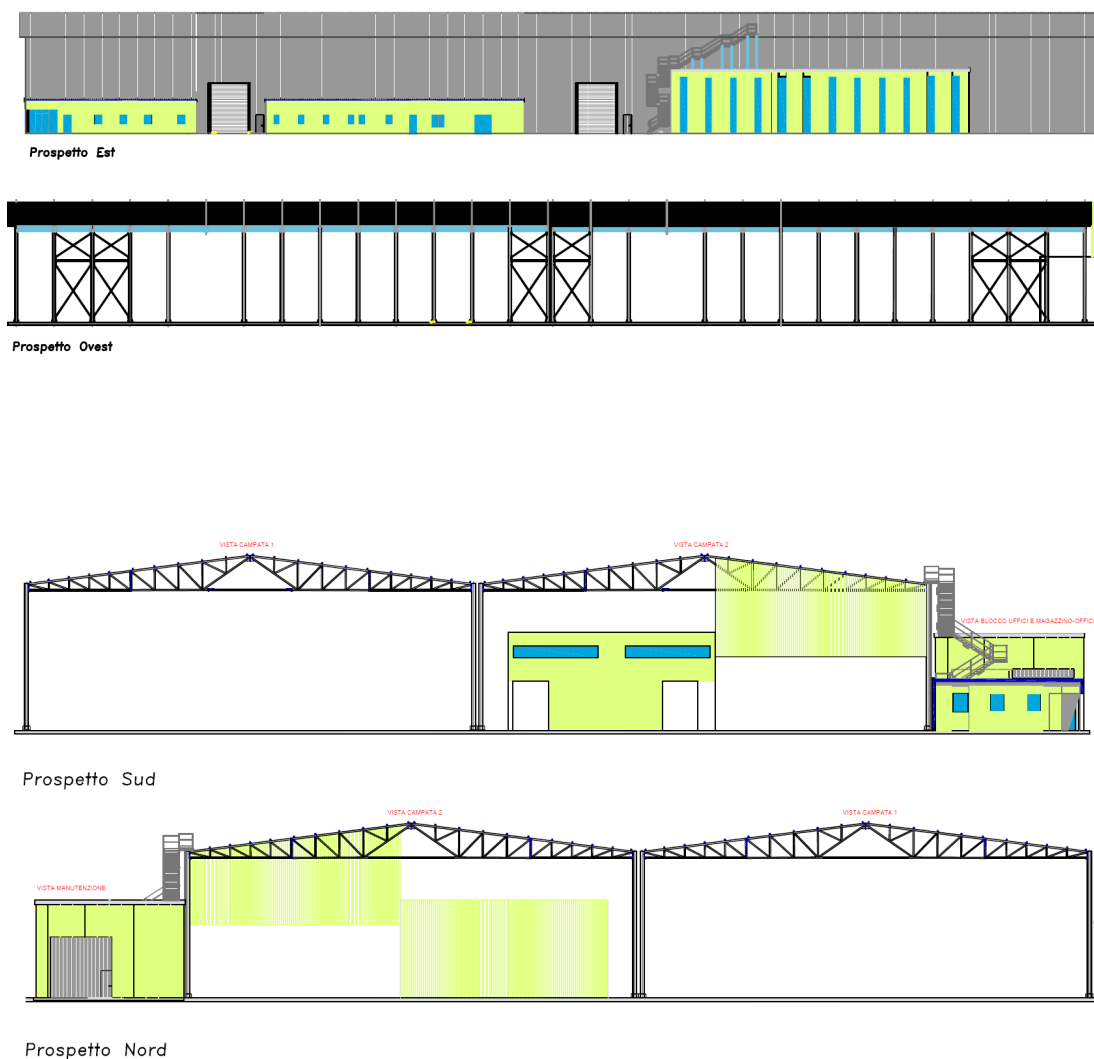 Prospetto Est
Prospetto Ovest
VISTA CAMPATA 1
VISTA CAMPATA 2
VISTA BLOCCO UFFICI E MAGAZZINO-OFFIC
Prospetto Sud
VISTA CAMPATA 2
VISTA CAMPATA 1
VISTA MANUTENZIONE
Prospetto Nord